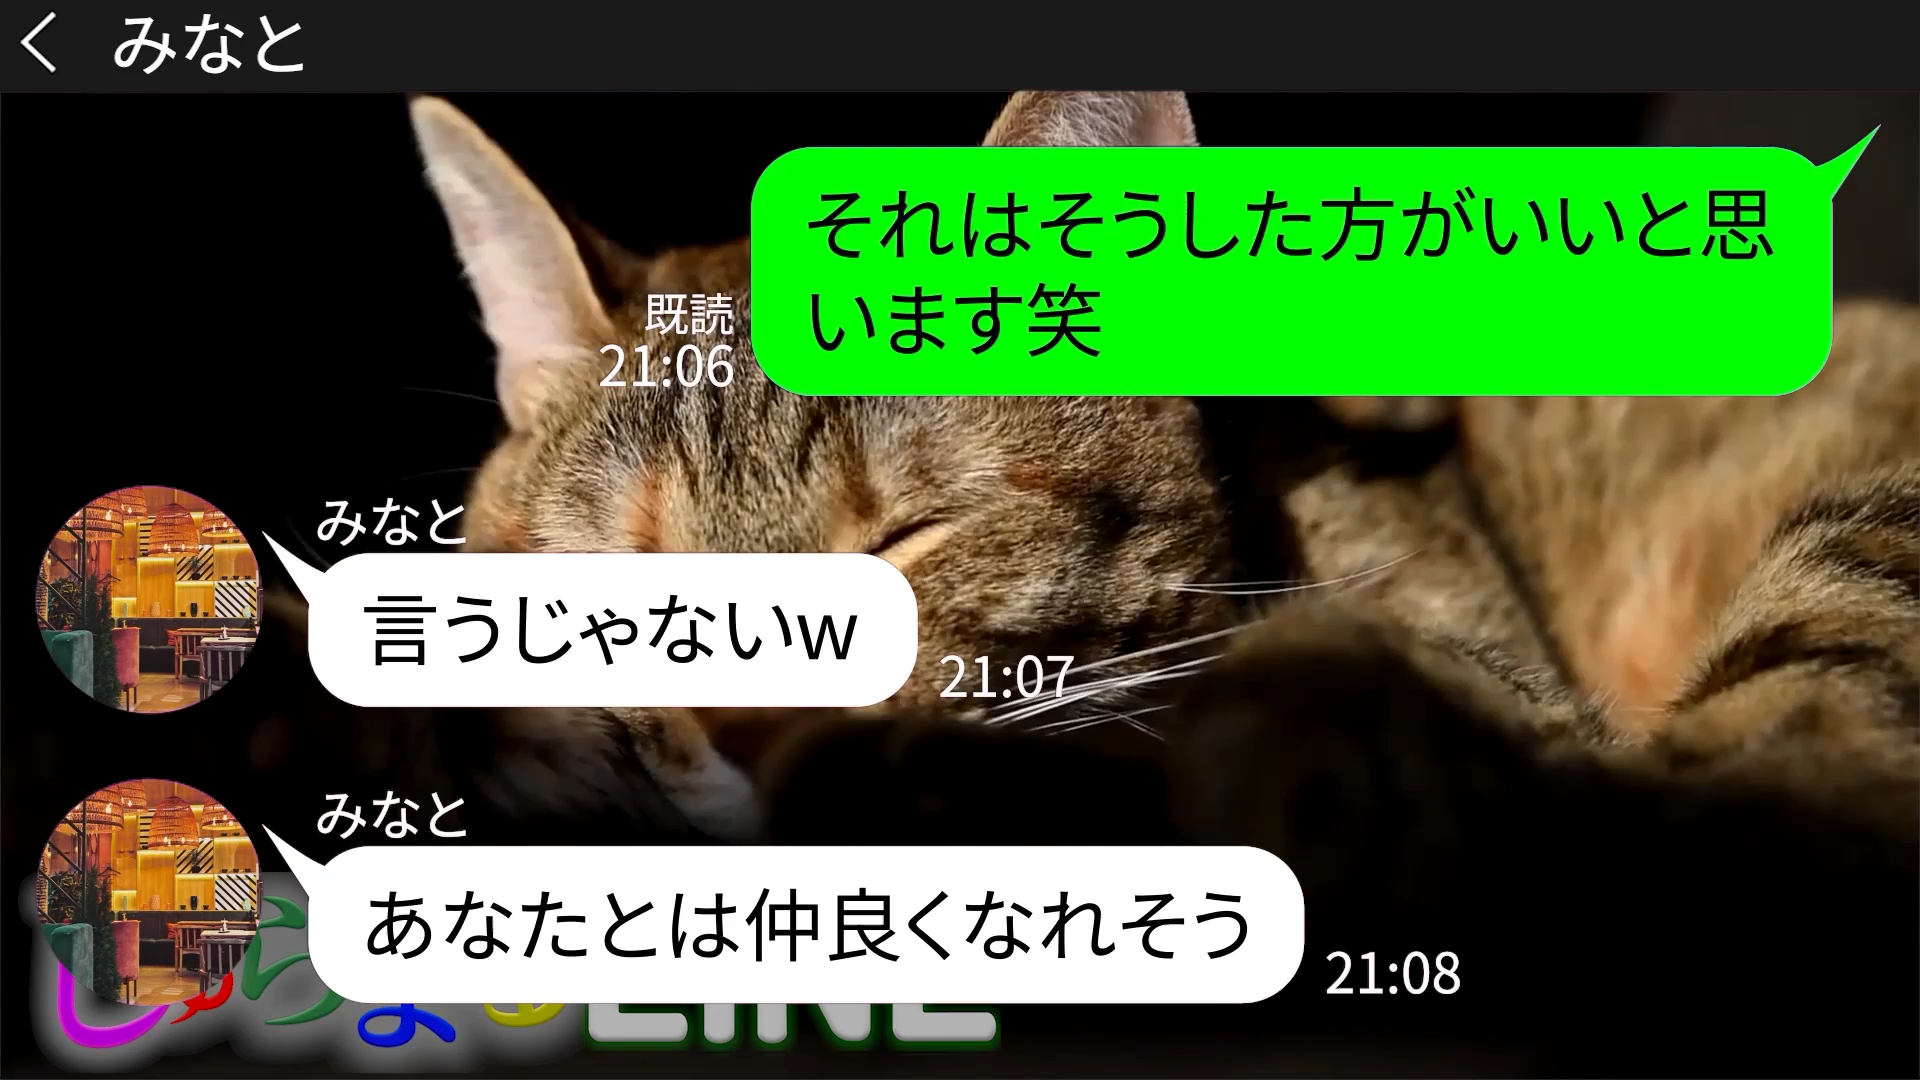 みなと
それはそうした方がいいと思
います笑
既読
21:06
みなと
言うじゃないw
21:07
みなと
あなたとは仲良くなれそう
21:08
LINE